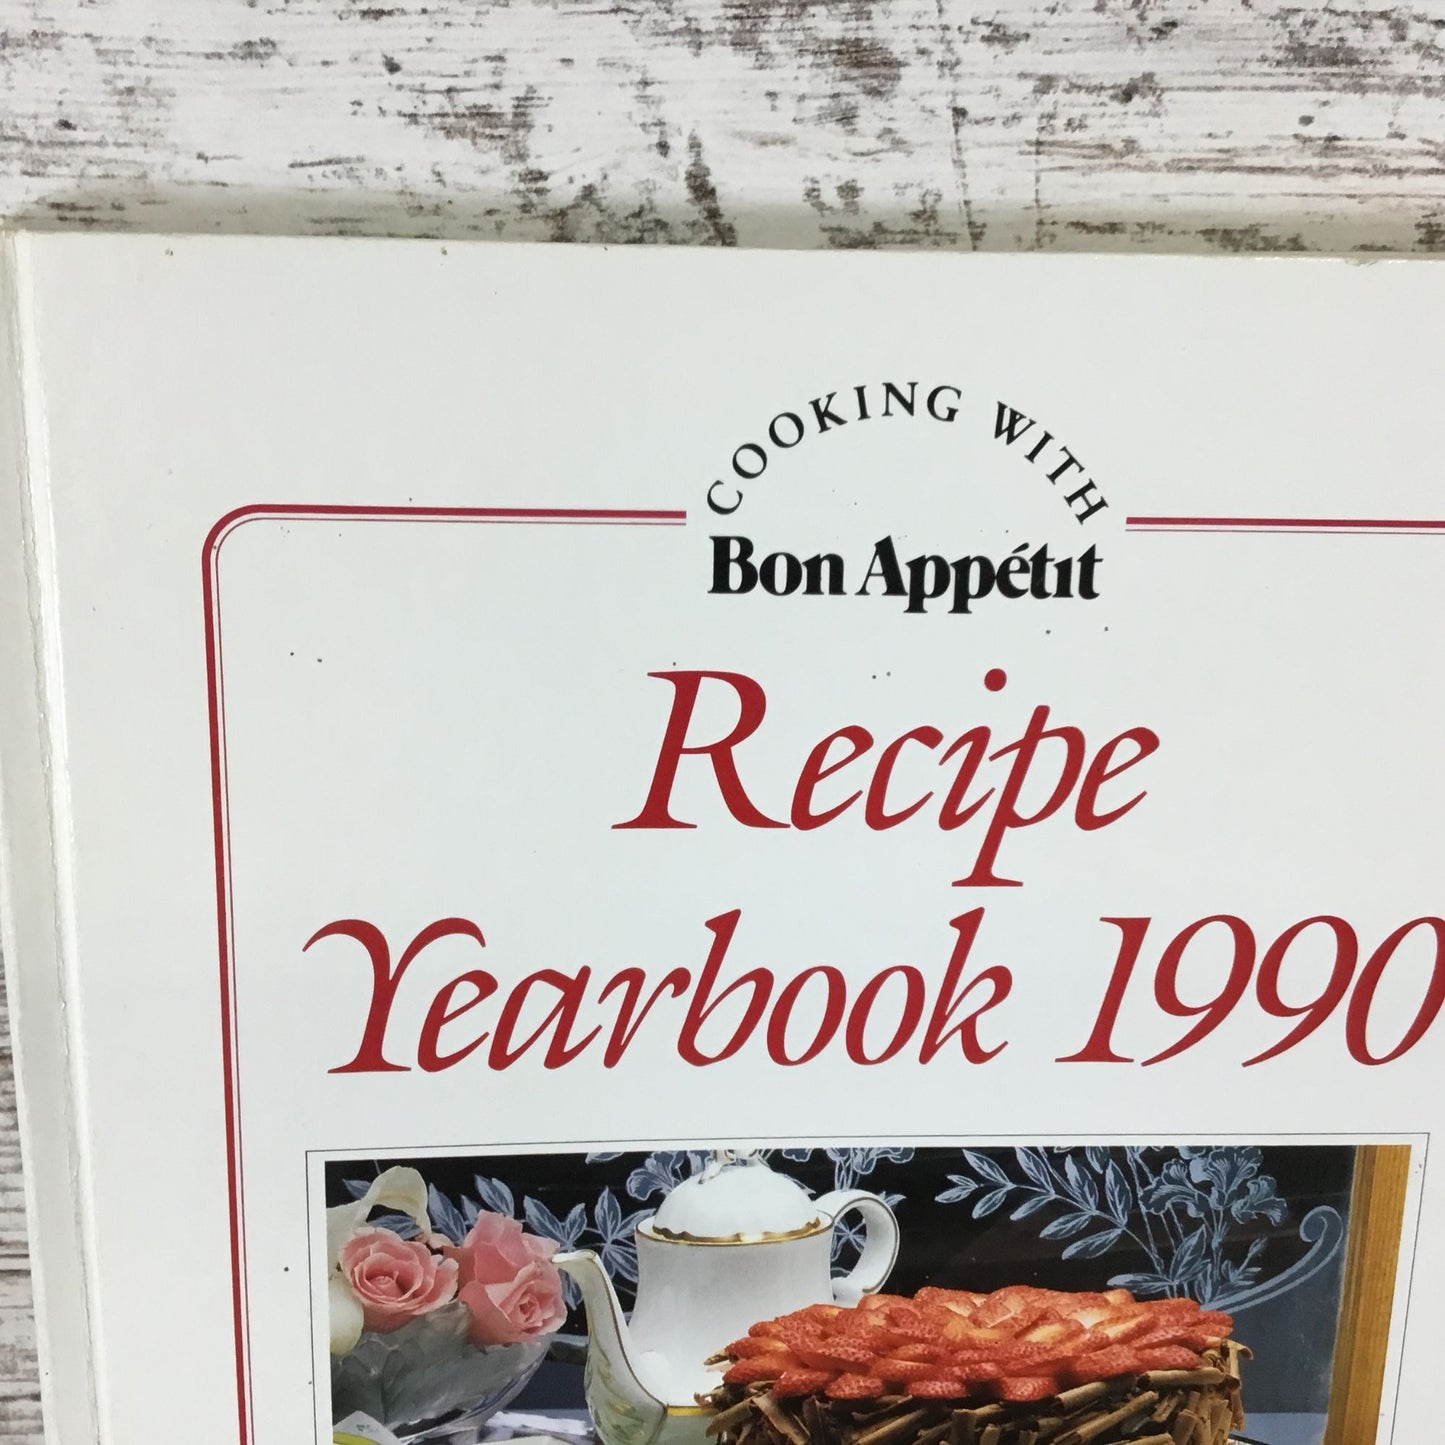 COOKING WITH
Bon Appétit
Recipe
Yearbook 1990